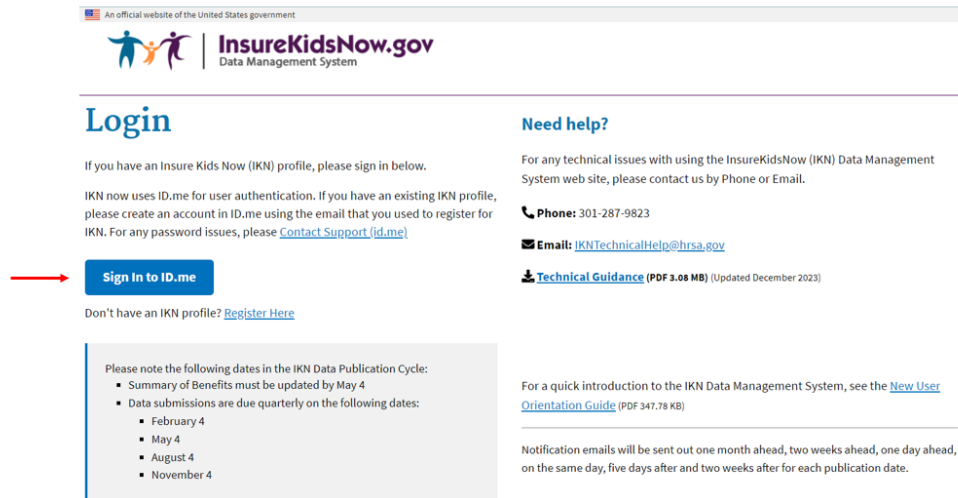 An official website of the United States government
InsureKidsNow.gov
Data Management System
Login
If you have an Insure Kids Now (IKN) profile, please sign in below.
IKN now uses ID.me for user authentication. If you have an existing IKN profile,
please create an account in ID.me using the email that you used to register for
IKN. For any password issues, please Contact Support (id.me)
Sign In to ID.me
Don't have an IKN profile? Register Here
Please note the following dates in the IKN Data Publication Cycle:
▪ Summary of Benefits must be updated by May 4
▪ Data submissions are due quarterly on the following dates:
▪ February 4
▪ May 4
▪ August 4
▪ November 4
Need help?
For any technical issues with using the InsureKidsNow (IKN) Data Management
System web site, please contact us by Phone or Email.
Phone: 301-287-9823
Email: IKNTechnicalHelp@hrsa.gov
Technical Guidance (PDF 3.08 MB) (Updated December 2023)
For a quick introduction to the IKN Data Management System, see the New User
Orientation Guide (PDF 347.78 KB)
Notification emails will be sent out one month ahead, two weeks ahead, one day ahead,
on the same day, five days after and two weeks after for each publication date.